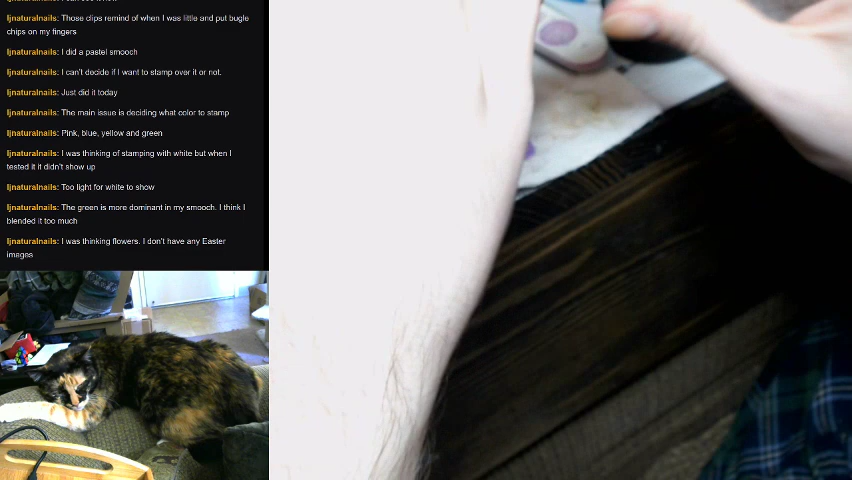 ljnaturalnails: Those clips remind of when I was little and put bugle
chips on my fingers
ljnaturalnails: I did a pastel smooch
ljnaturalnails: I can't decide if I want to stamp over it or not.
ljnaturalnails: Just did it today
ljnaturalnails: The main issue is deciding what color to stamp
ljnaturalnails: Pink, blue, yellow and green
ljnaturalnails: I was thinking of stamping with white but when I
tested it it didn't show up
ljnaturalnails: Too light for white to show
ljnaturalnails: The green is more dominant in my smooch. I think I
blended it too much
ljnaturalnails: I was thinking flowers. I don't have any Easter
images